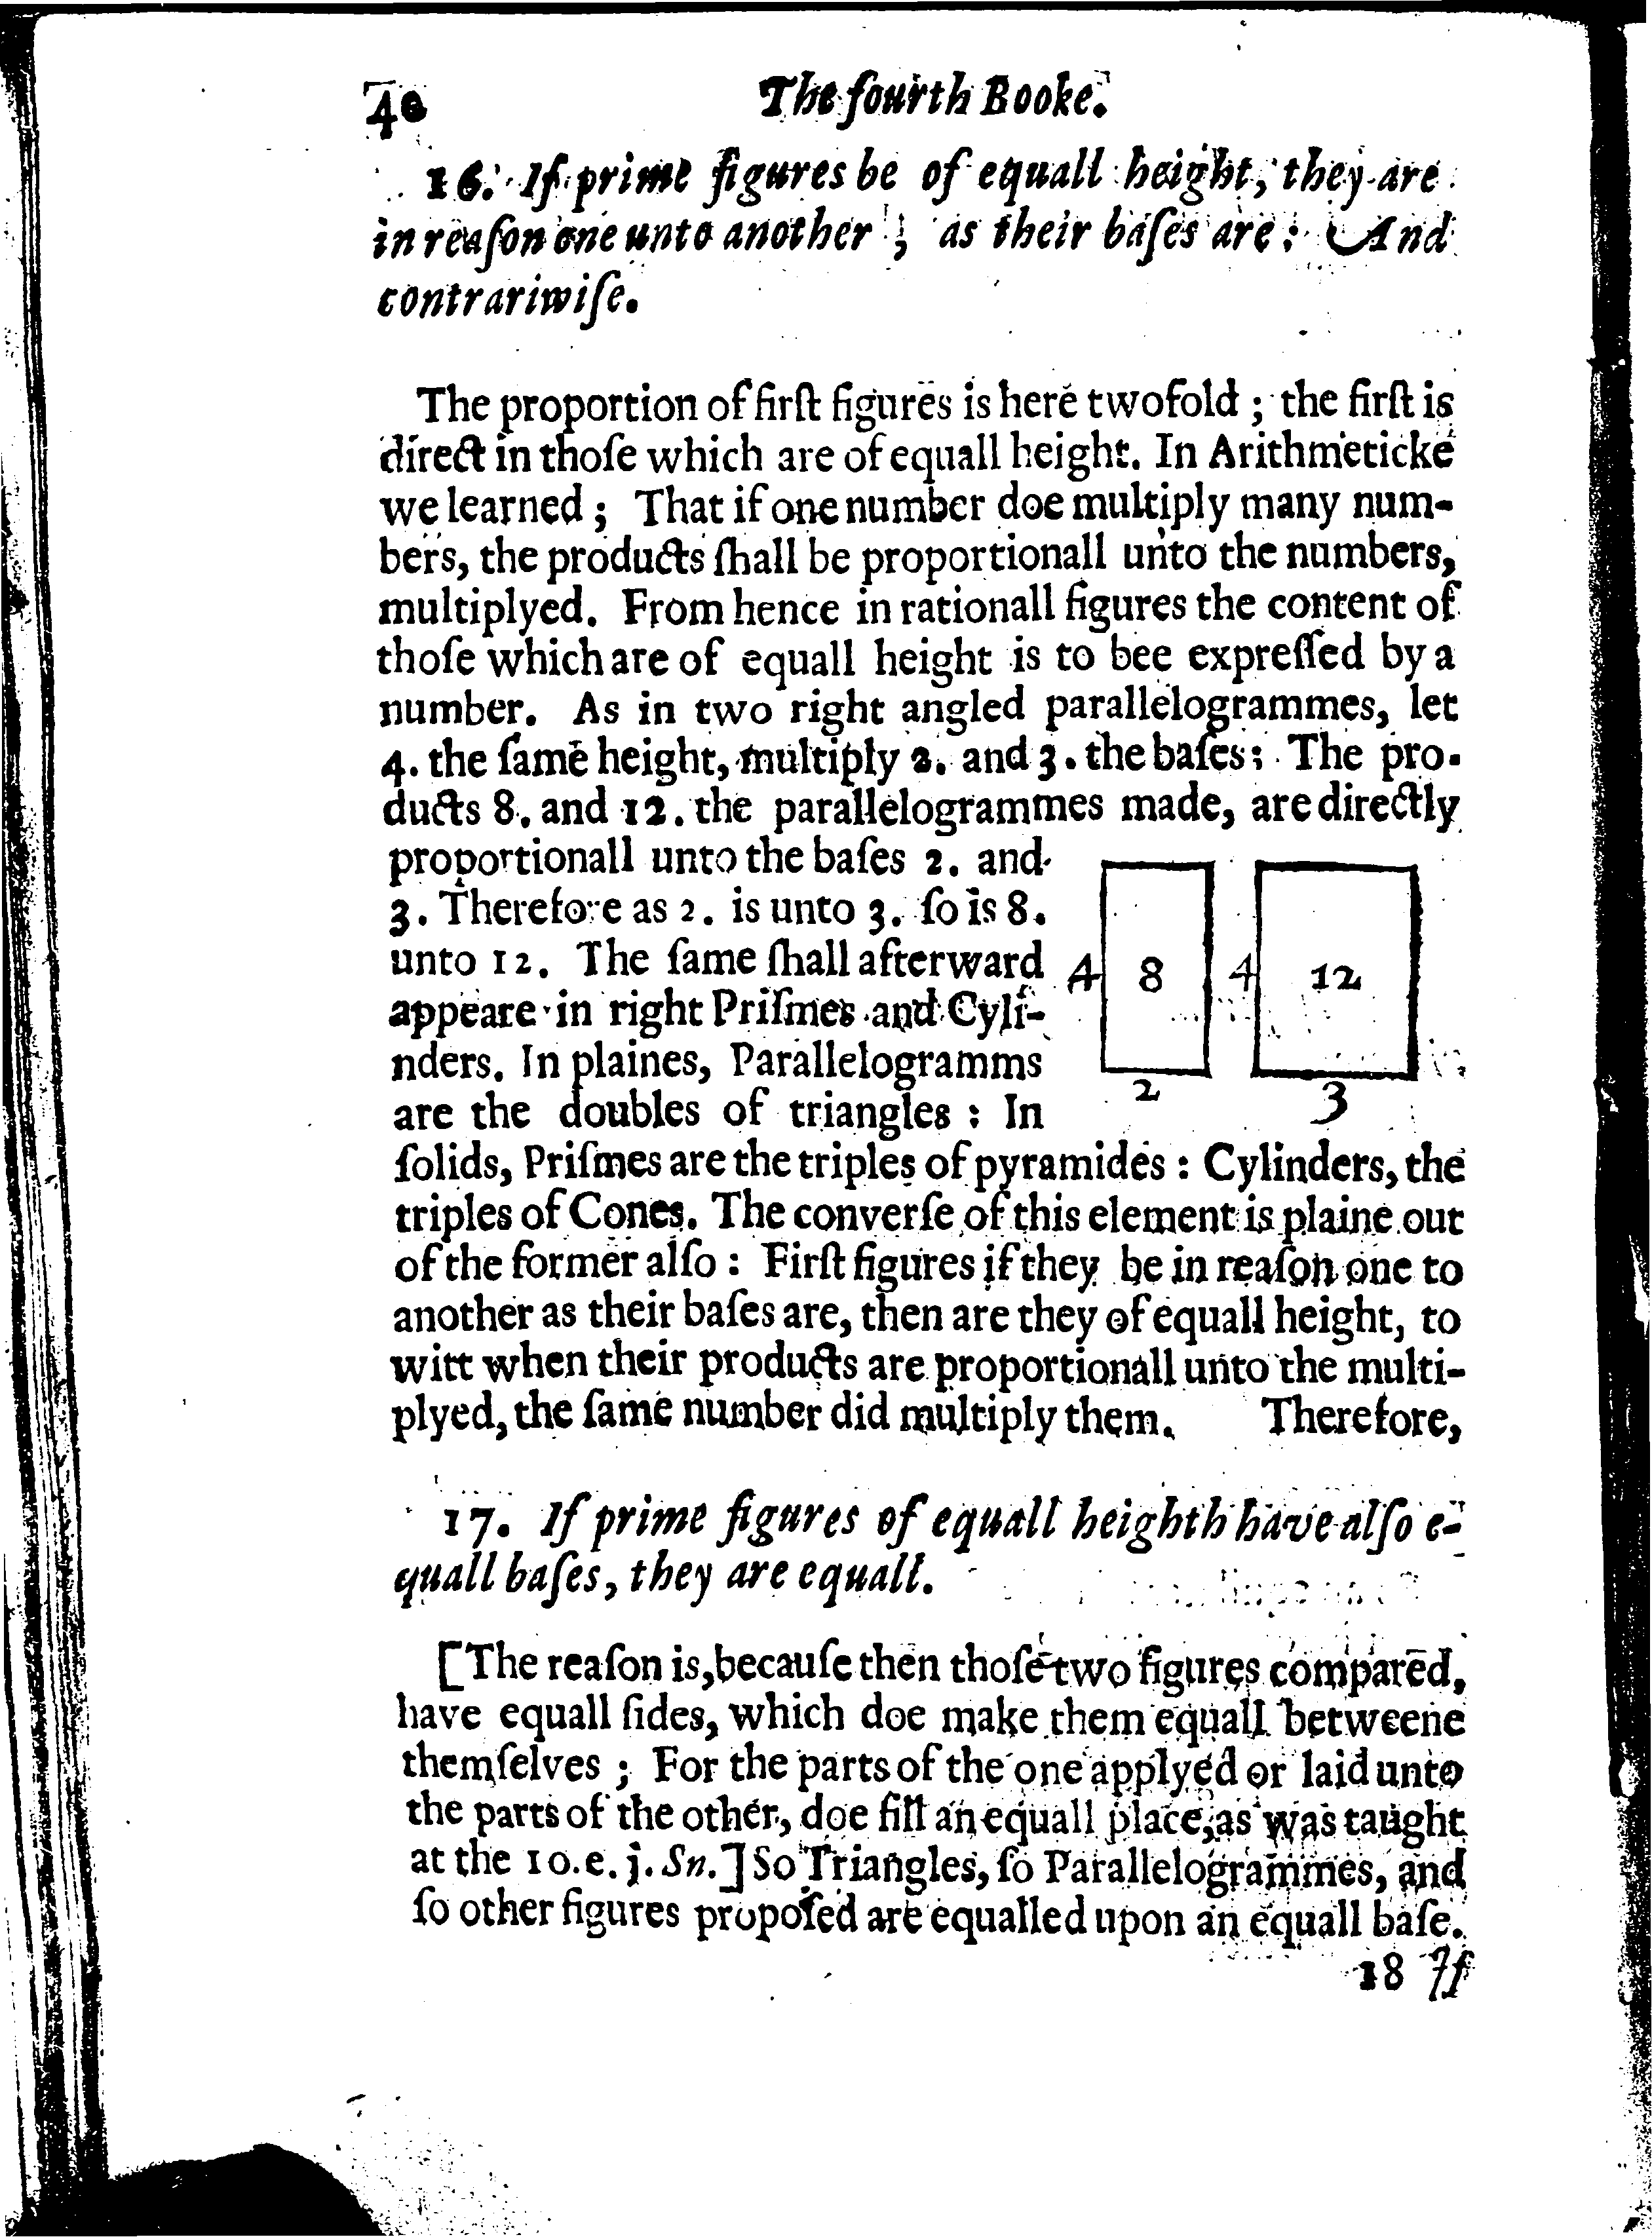 40 The fourth Booke.
16. If prime figures be of equall height, they are
in reaſon one unto another ; as their baſes are : And
contrariwiſe.
The proportion of firſt figures is here twofold ; the firſt is
direct in thoſe which are of equall height. In Arithmeticke
we learned ; That if one number doe multiply many num-
bers, the products ſhall be proportionall unto the numbers,
multiplyed. From hence in rationall figures the content of
thoſe which are of equall height is to bee expreſſed by a
number. As in two right angled parallelogrammes, let
4. the ſame height, multiply 2. and 3. the baſes : The pro-
ducts 8. and 12. the parallelogrammes made, are directly
proportionall unto the baſes 2. and
3. Therefore as 2. is unto 3. ſo is 8.
unto 12. The ſame ſhall afterward
appeare in right Priſmes and Cyli-
nders. In plaines, Parallelogramms
are the doubles of triangles : In
4 8 4 12
2 3
ſolids, Priſmes are the triples of pyramides : Cylinders, the
triples of Cones. The converſe of this element is plaine out
of the former alſo : Firſt figures if they be in reaſon one to
another as their baſes are, then are they of equall height, to
witt when their products are proportionall unto the multi-
plyed, the ſame number did multiply them. Therefore,
17. If prime figures of equall heighth have alſo e-
quall baſes, they are equall.
[The reaſon is, becauſe then thoſe two figures compared,
have equall ſides, which doe make them equall betweene
themſelves ; For the parts of the one applyed or laid unto
the parts of the other, doe fill an equall place, as was taught
at the 10. e. j. Sn.] So Triangles, ſo Parallelogrammes, and
ſo other figures propoſed are equalled upon an equall baſe.
18 If